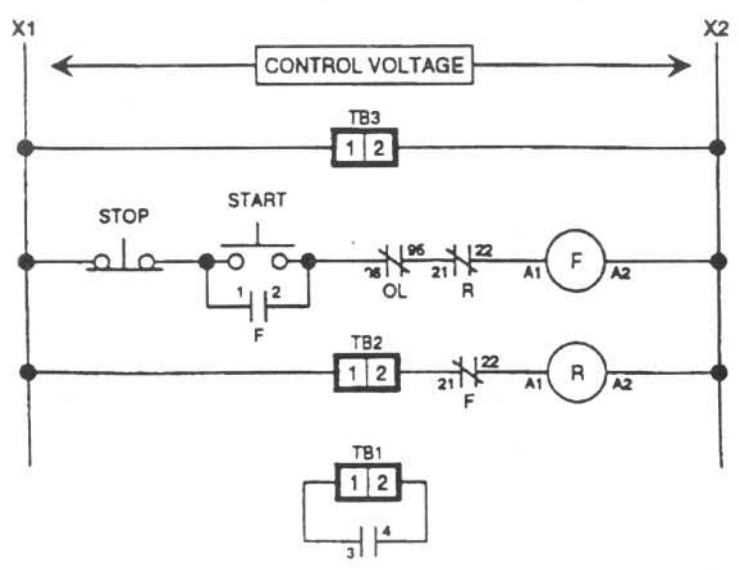 X1 X2
CONTROL VOLTAGE
TB3
1 2
STOP START
1 2
F
96
OL
21 22
R
A1 F A2
TB2
1 2
21 22
F
A1 R A2
TB1
1 2
3 4